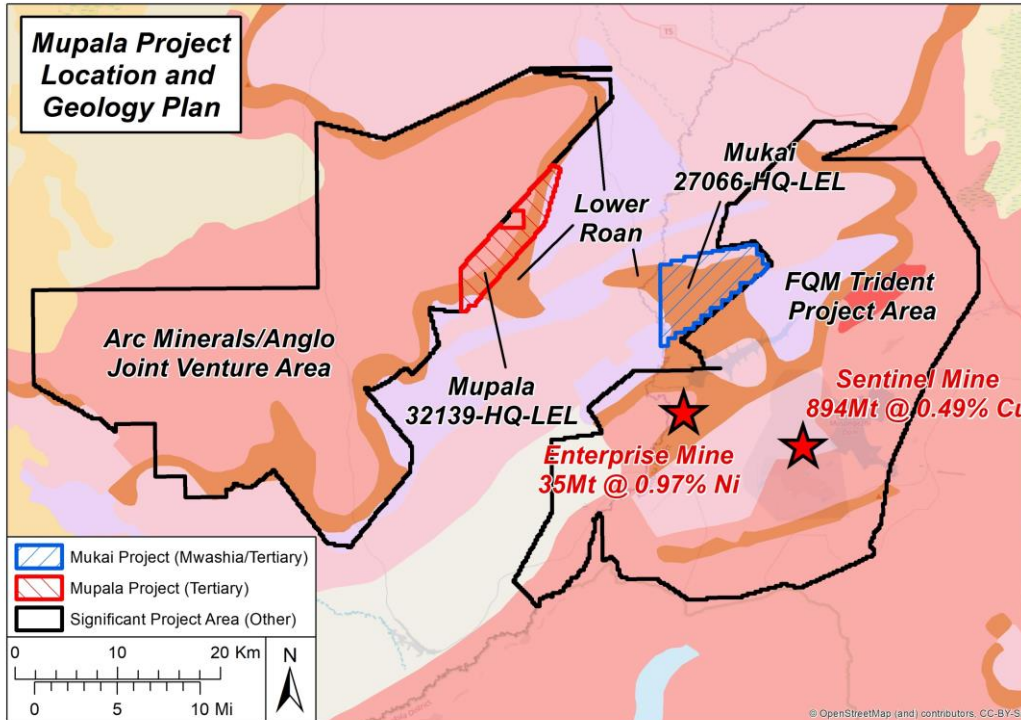 Mupala Project
Location and
Geology Plan
T5
Mukai
27066-HQ-LEL
Lower
Roan
FQM Trident
Project Area
Arc Minerals/Anglo
Joint Venture Area
Mupala
32139-HQ-LEL
Sentinel Mine
894Mt @ 0.49% Cu
Enterprise Mine
35Mt @ 0.97% Ni
Mukai Project (Mwashia/Tertiary)
Mupala Project (Tertiary)
Significant Project Area (Other)
0 10 20 Km
0 5 10 Mi
N
© OpenStreetMap (and) contributors, CC-BY-S